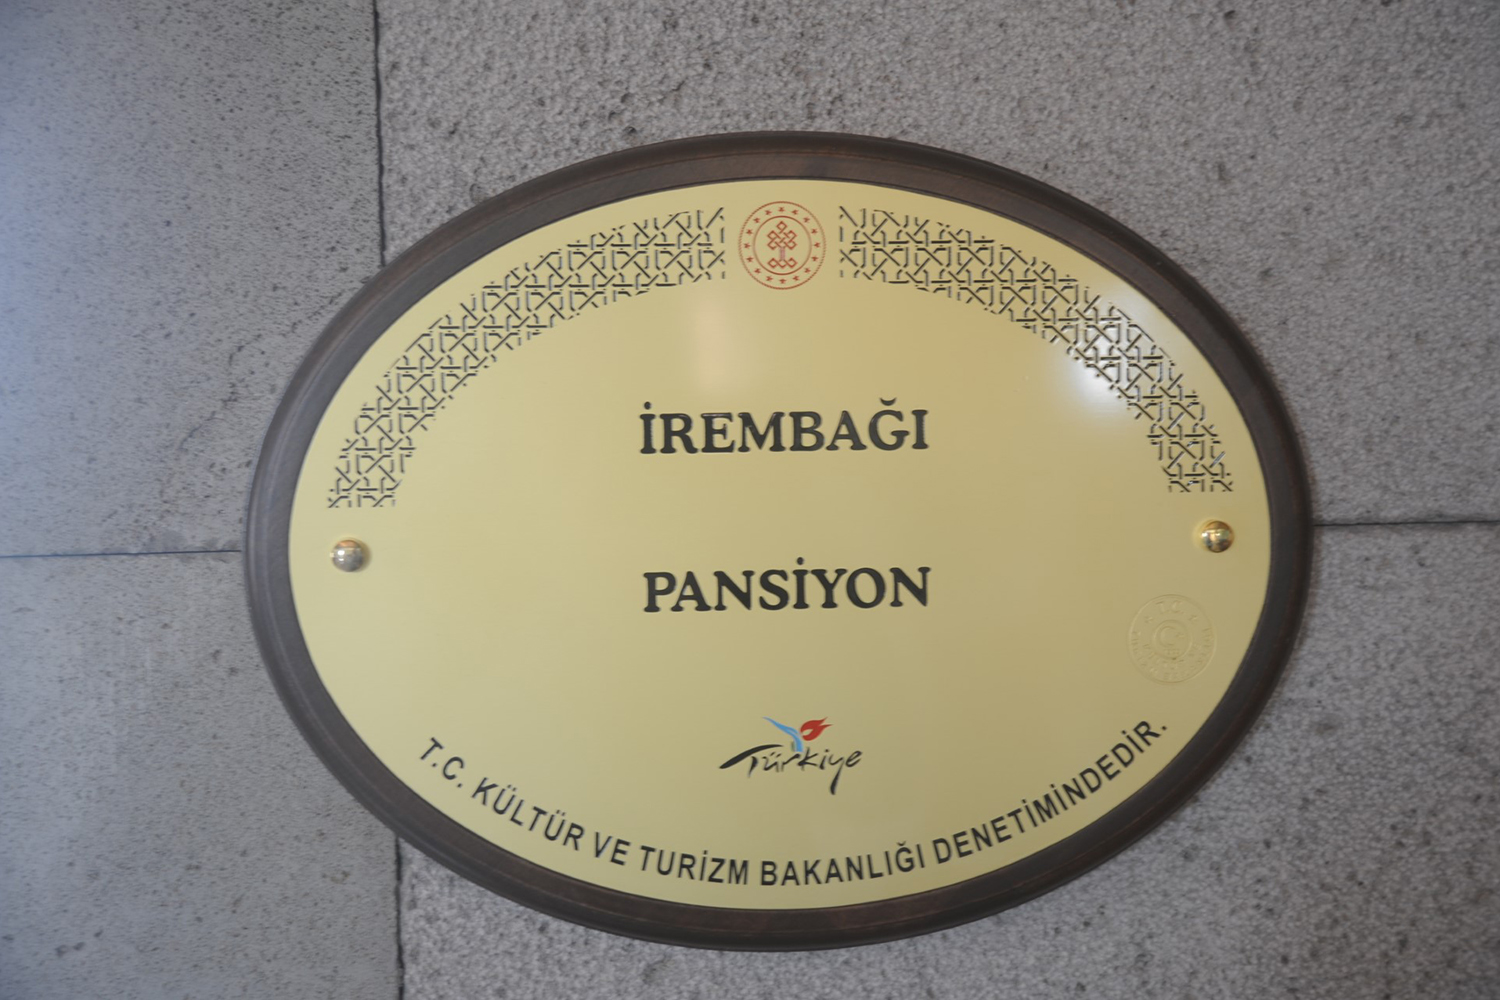 İREMBAĞI
PANSİYON
Türkiye
T.C. KÜLTÜR VE TURİZM BAKANLIĞI DENETİMİNDEDİR.